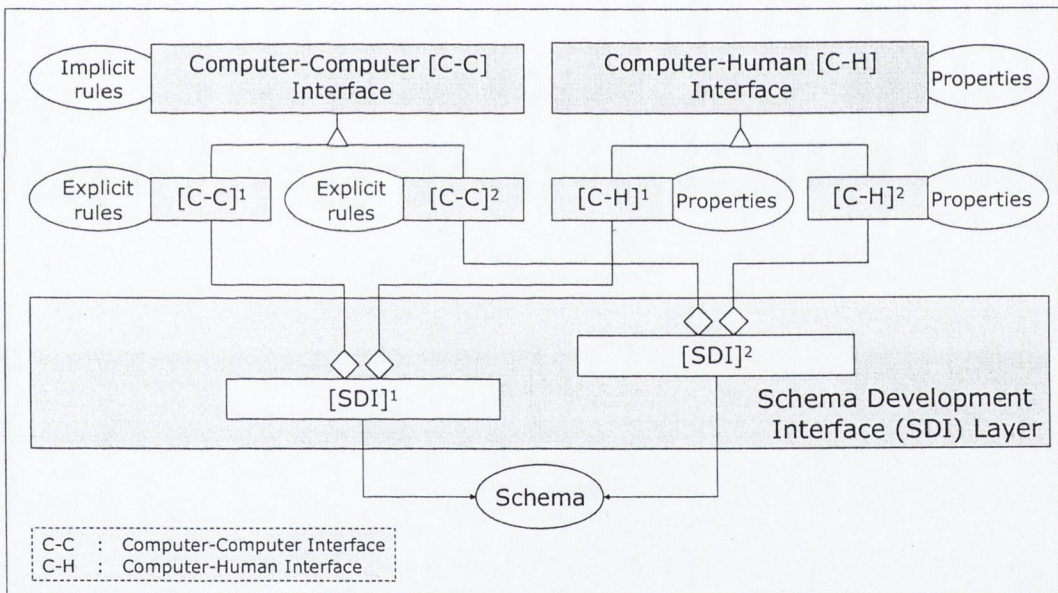 Implicit
rules
Computer-Computer [C-C]
Interface
Computer-Human [C-H]
Interface
Properties
Explicit
rules
[C-C]¹
Explicit
rules
[C-C]²
[C-H]¹
Properties
[C-H]²
Properties
[SDI]²
[SDI]¹
Schema Development
Interface (SDI) Layer
Schema
C-C : Computer-Computer Interface
C-H : Computer-Human Interface